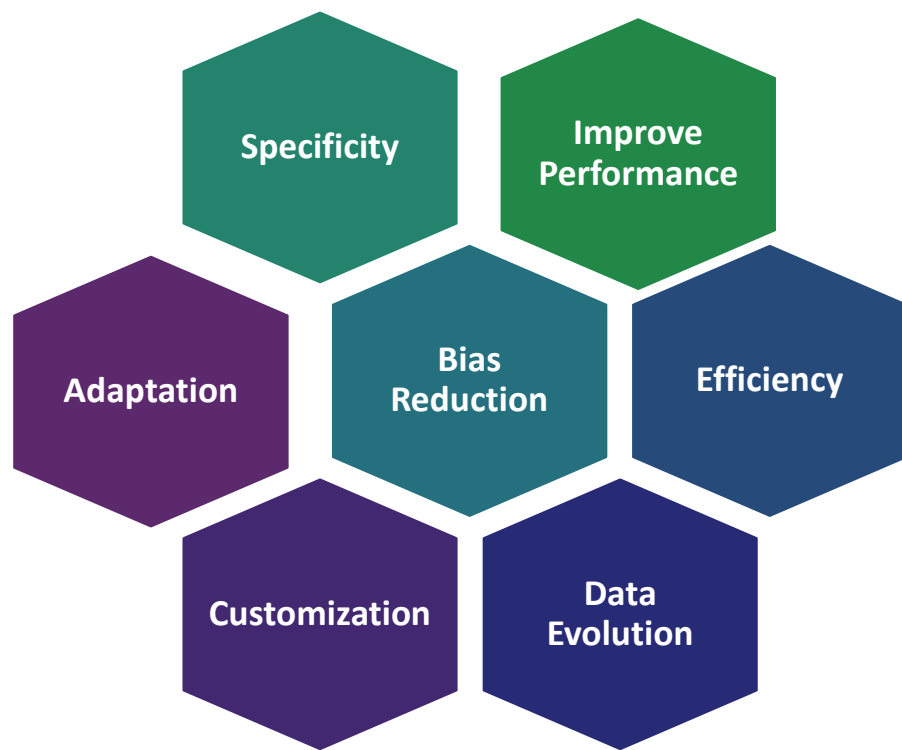 Specificity
Improve
Performance
Adaptation
Bias
Reduction
Efficiency
Customization
Data
Evolution